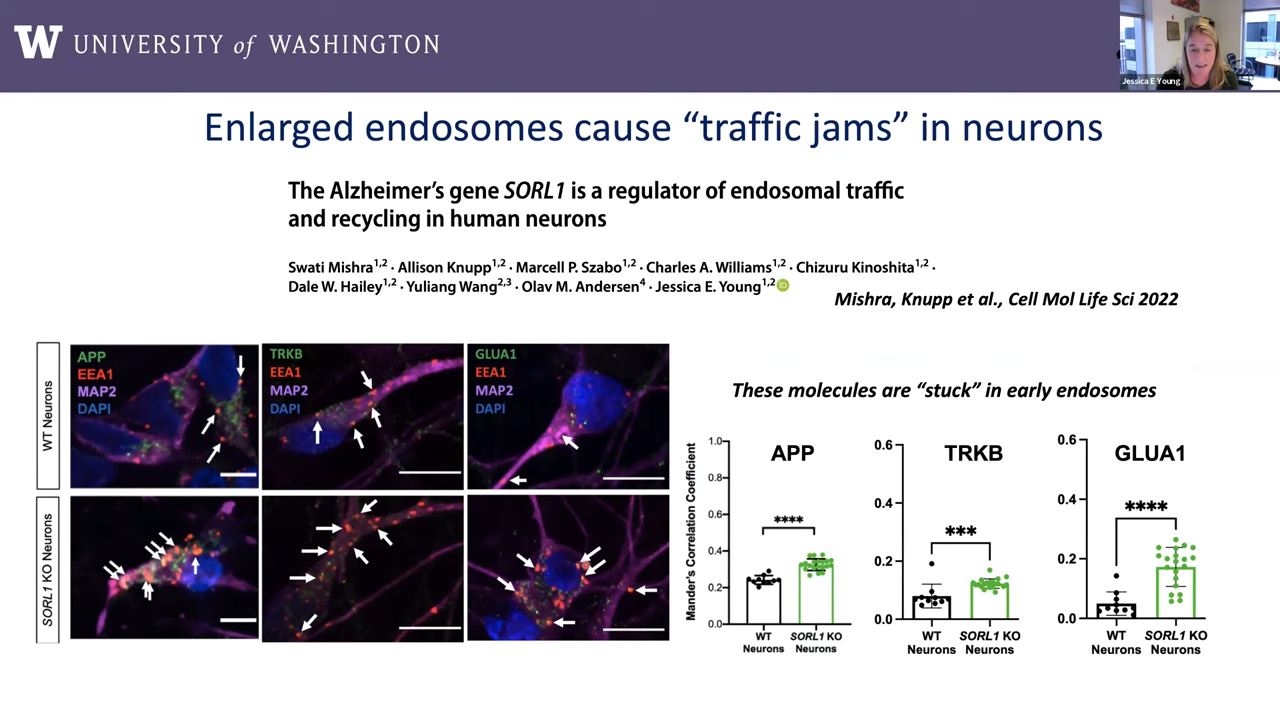 W UNIVERSITY of WASHINGTON
Jessica E Young
Enlarged endosomes cause “traffic jams” in neurons
The Alzheimer’s gene SORL1 is a regulator of endosomal traffic
and recycling in human neurons
Swati Mishra1,2 · Allison Knupp1,2 · Marcell P. Szabo1,2 · Charles A. Williams1,2 · Chizuru Kinoshita1,2 ·
Dale W. Hailey1,2 · Yuliang Wang2,3 · Olav M. Andersen4 · Jessica E. Young1,2 iD
Mishra, Knupp et al., Cell Mol Life Sci 2022
WT Neurons
APP
EEA1
MAP2
DAPI
TRKB
EEA1
MAP2
DAPI
GLUA1
EEA1
MAP2
DAPI
SORL1 KO Neurons
These molecules are “stuck” in early endosomes
Mander's Correlation Coefficient
APP
1.0
0.8
0.6
0.4
0.2
0.0
****
WT
Neurons
SORL1 KO
Neurons
TRKB
0.6
0.4
0.2
0.0
***
WT
Neurons
SORL1 KO
Neurons
GLUA1
0.6
0.4
0.2
0.0
****
WT
Neurons
SORL1 KO
Neurons